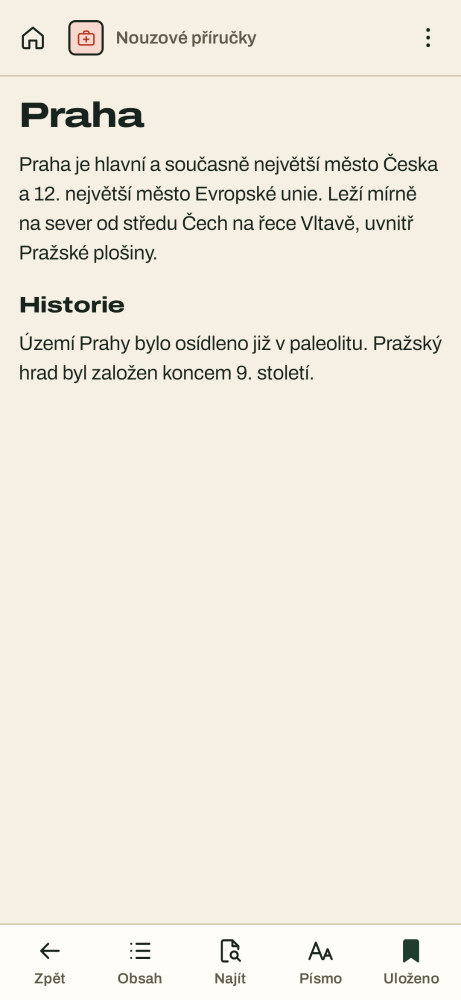 Nouzové příručky
Praha
Praha je hlavní a současně největší město Česka
a 12. největší město Evropské unie. Leží mírně
na sever od středu Čech na řece Vltavě, uvnitř
Pražské plošiny.
Historie
Území Prahy bylo osídleno již v paleolitu. Pražský
hrad byl založen koncem 9. století.
Zpět
Obsah
Najít
Písmo
Uloženo